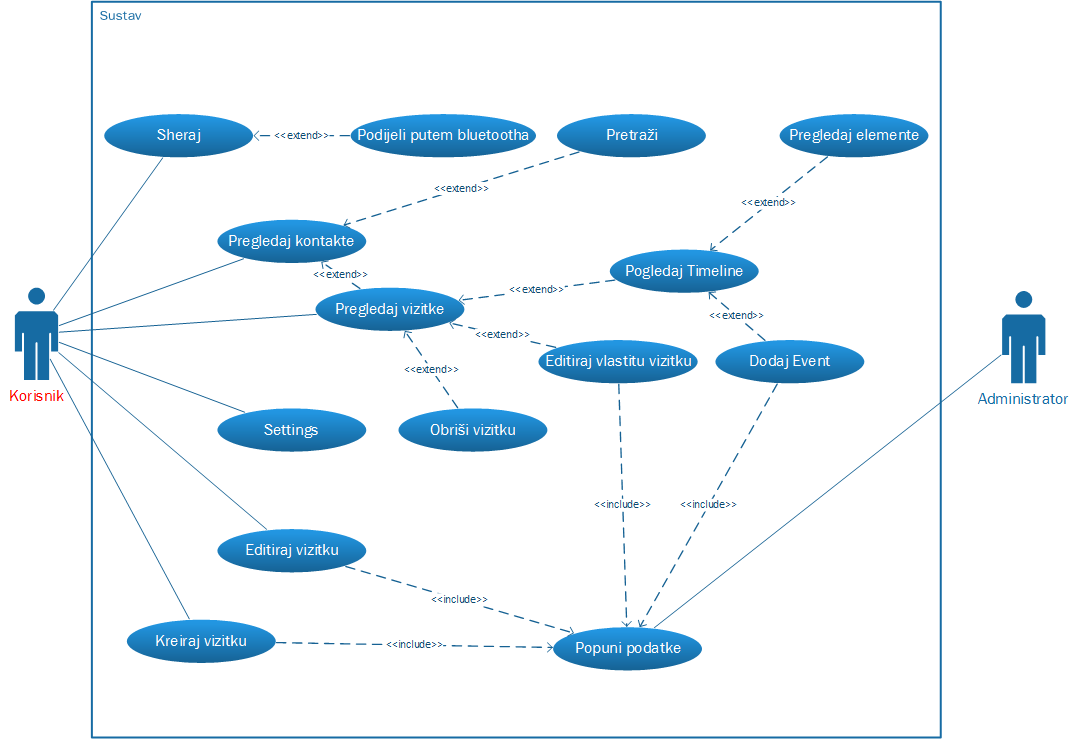 Sustav
Sheraj
<<extend>>
Podijeli putem bluetootha
Pretraži
Pregledaj elemente
<<extend>>
<<extend>>
Pregledaj kontakte
<<extend>>
Pogledaj Timeline
<<extend>>
Pregledaj vizitke
<<extend>>
<<extend>>
Editiraj vlastitu vizitku
Dodaj Event
<<extend>>
Korisnik
Administrator
Settings
Obriši vizitku
<<include>>
<<include>>
Editiraj vizitku
<<include>>
Kreiraj vizitku
<<include>>
Popuni podatke